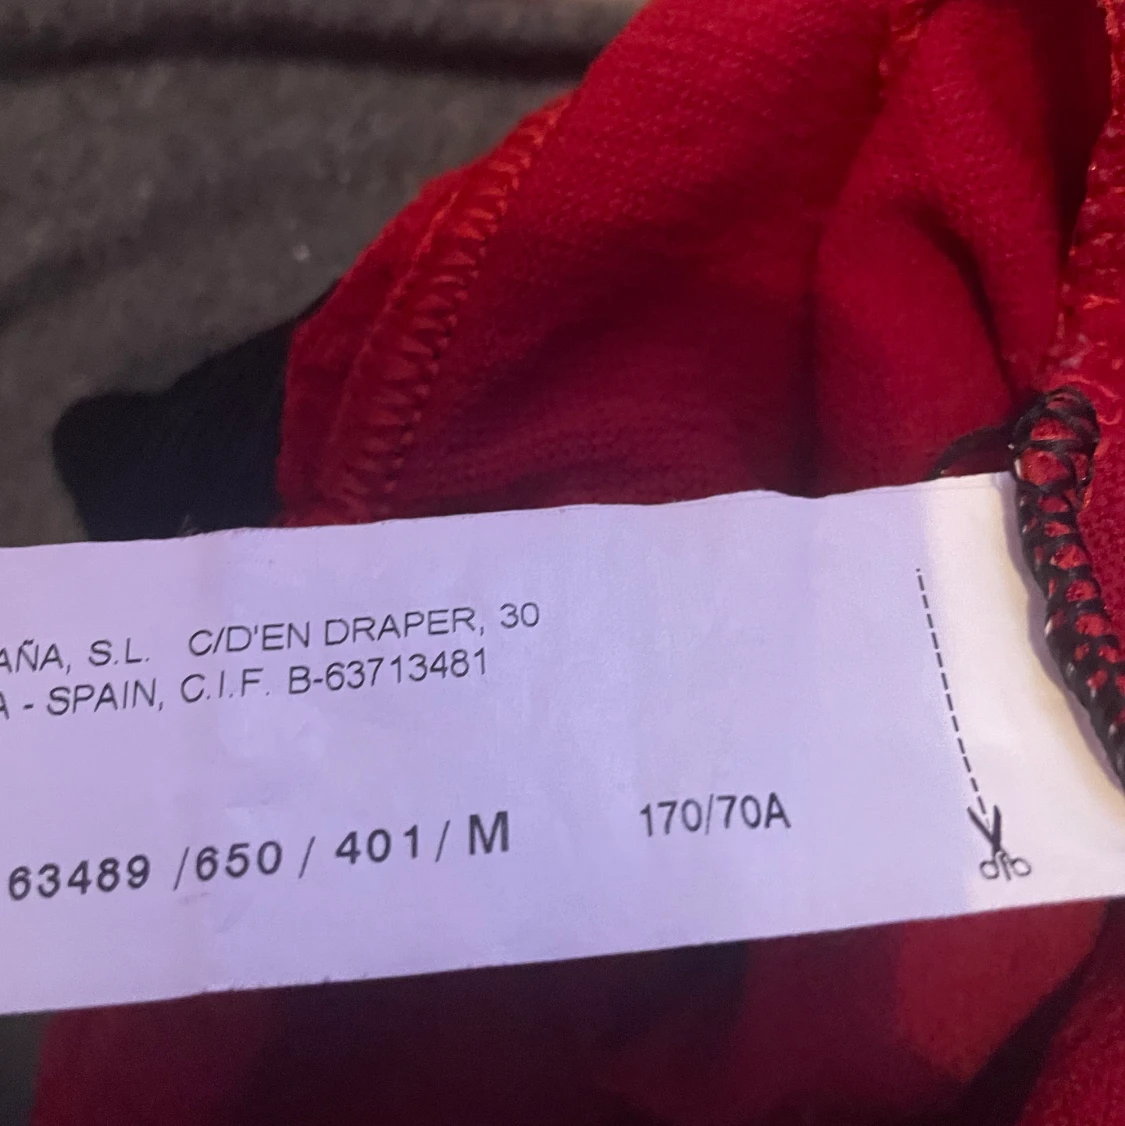 AÑA, S.L. C/D'EN DRAPER, 30
A - SPAIN, C.I.F. B-63713481
63489 /650 / 401/ M 170/70A